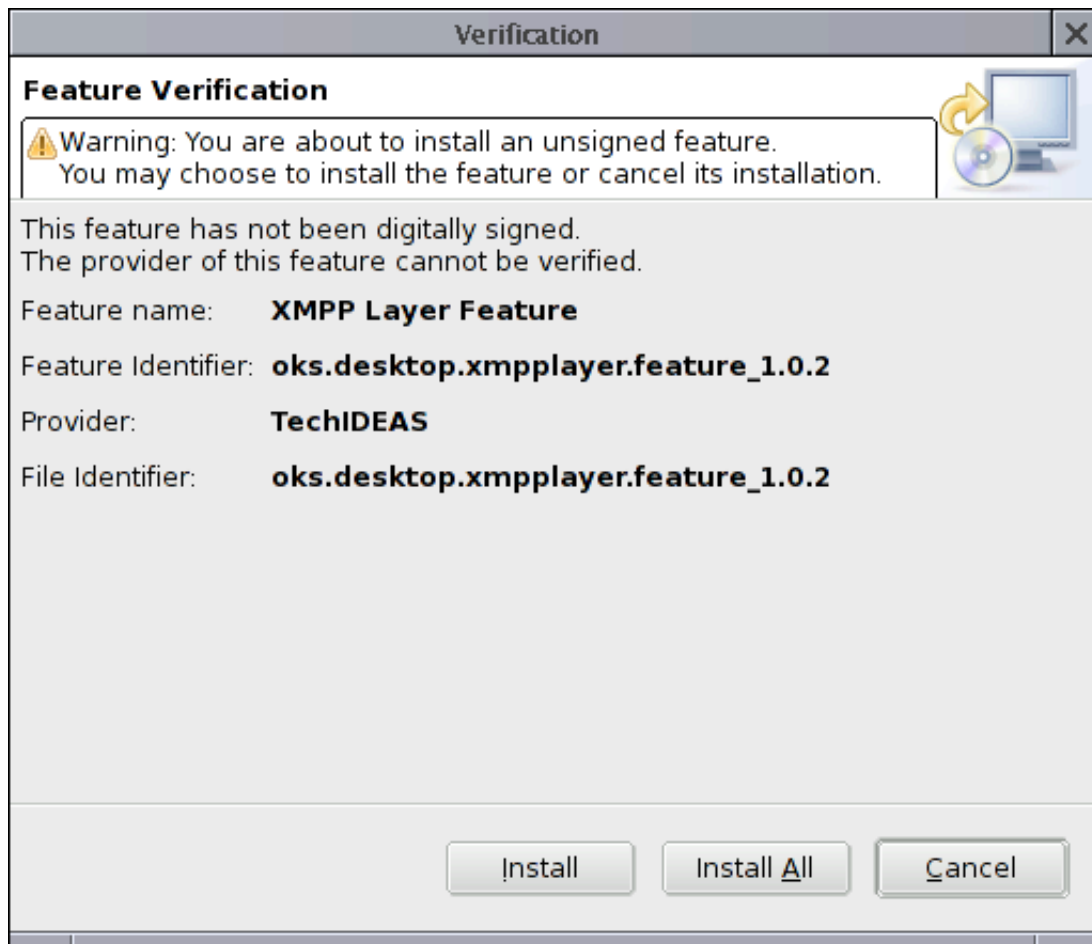 Verification
Feature Verification
Warning: You are about to install an unsigned feature.
You may choose to install the feature or cancel its installation.
This feature has not been digitally signed.
The provider of this feature cannot be verified.
Feature name: XMPP Layer Feature
Feature Identifier: oks.desktop.xmpplayer.feature_1.0.2
Provider: TechIDEAS
File Identifier: oks.desktop.xmpplayer.feature_1.0.2
Install Install All Cancel